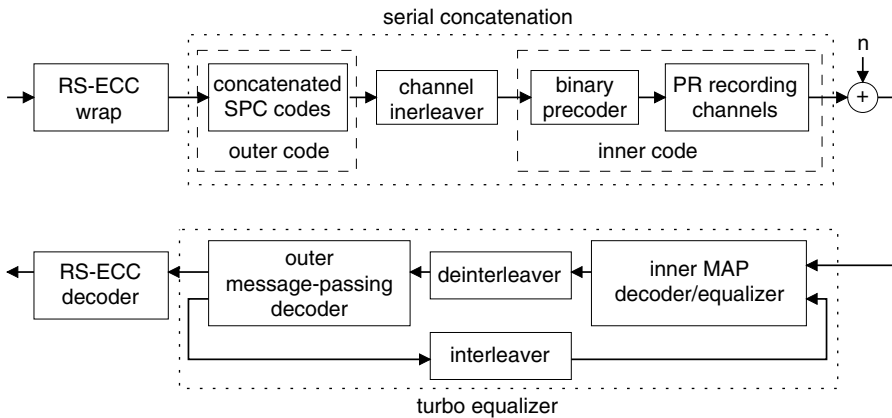 serial concatenation
n
RS-ECC
wrap
concatenated
SPC codes
channel
inerleaver
binary
precoder
PR recording
channels
+
outer code
inner code
RS-ECC
decoder
outer
message-passing
decoder
deinterleaver
inner MAP
decoder/equalizer
interleaver
turbo equalizer